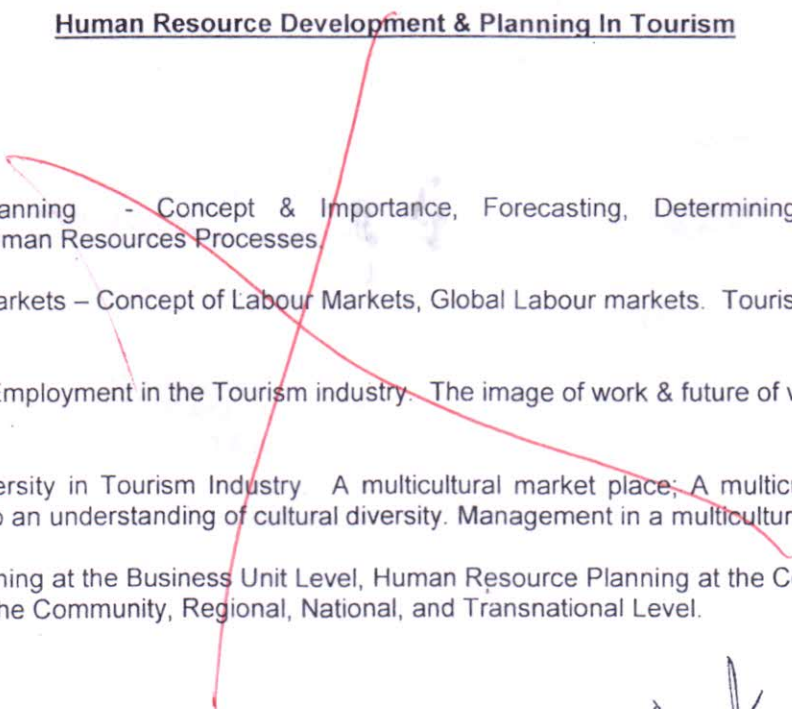 Human Resource Development & Planning In Tourism
anning - Concept & Importance, Forecasting, Determining
man Resources Processes.
arkets – Concept of Labour Markets, Global Labour markets. Touris
Employment in the Tourism industry. The image of work & future of
ersity in Tourism Industry A multicultural market place; A multic
an understanding of cultural diversity. Management in a multicultur
ning at the Business Unit Level, Human Resource Planning at the C
he Community, Regional, National, and Transnational Level.